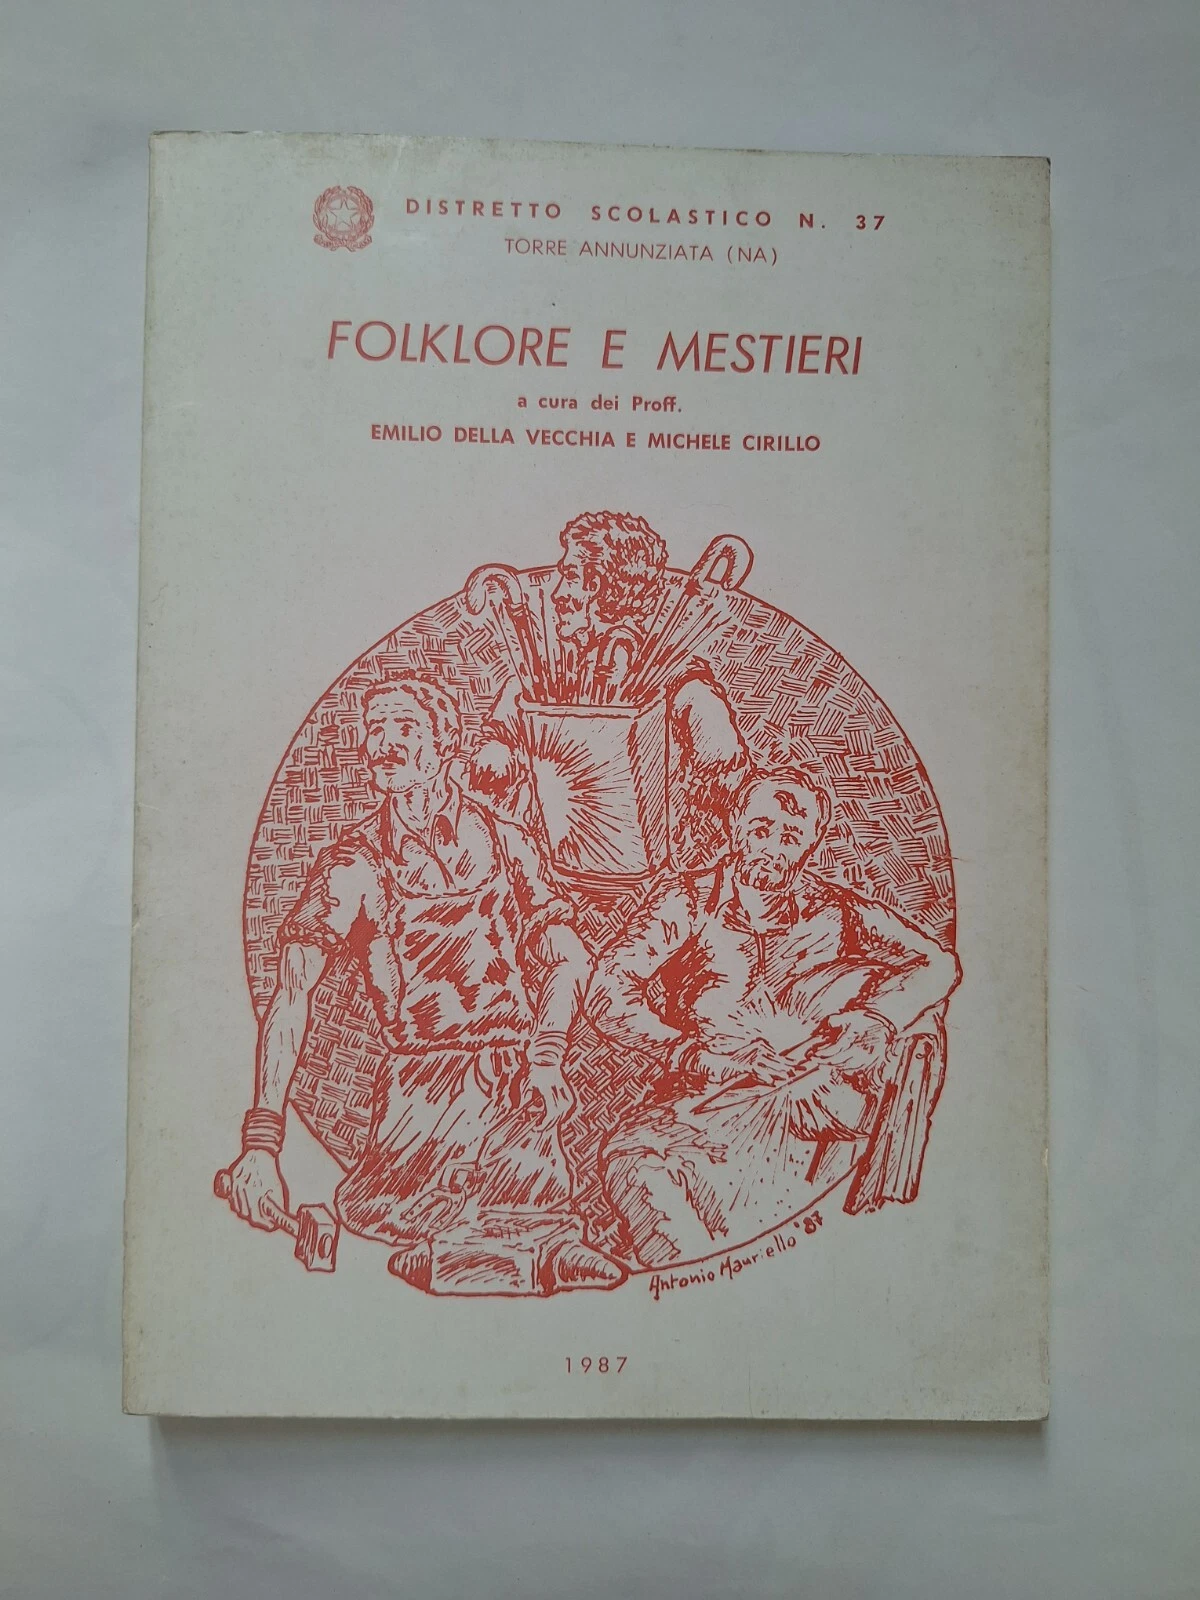 DISTRETTO SCOLASTICO N. 37
TORRE ANNUNZIATA (NA)
FOLKLORE E MESTIERI
a cura dei Proff.
EMILIO DELLA VECCHIA E MICHELE CIRILLO
Antonio Mauriello '87
1987